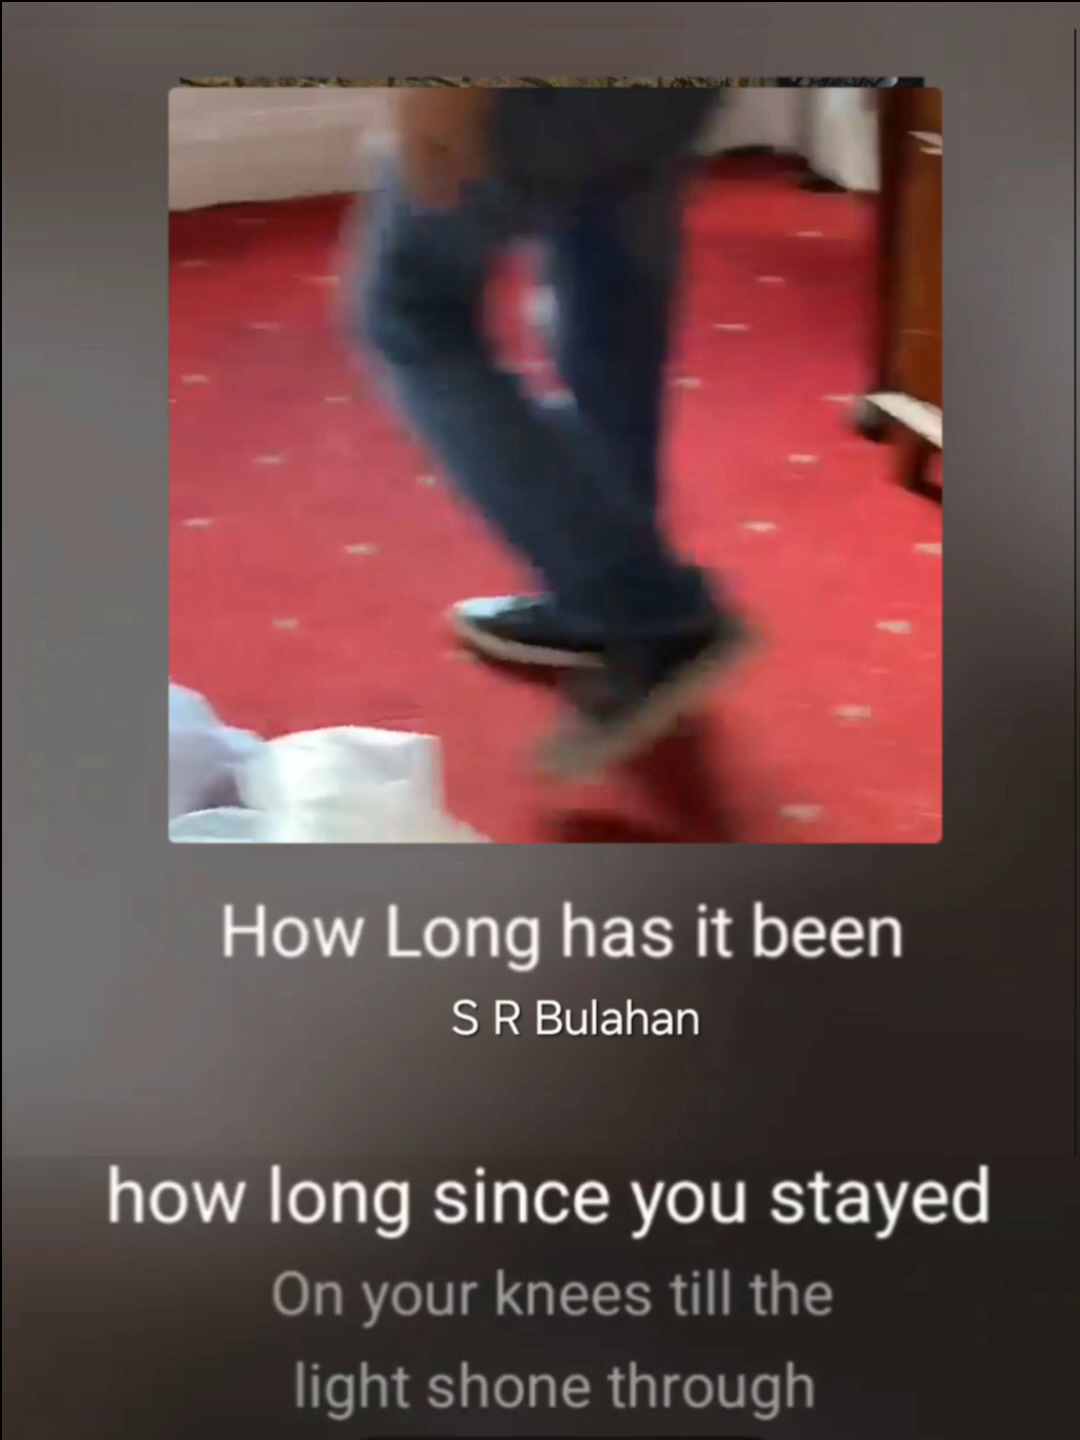 How Long has it been
S R Bulahan
how long since you stayed
On your knees till the
light shone through